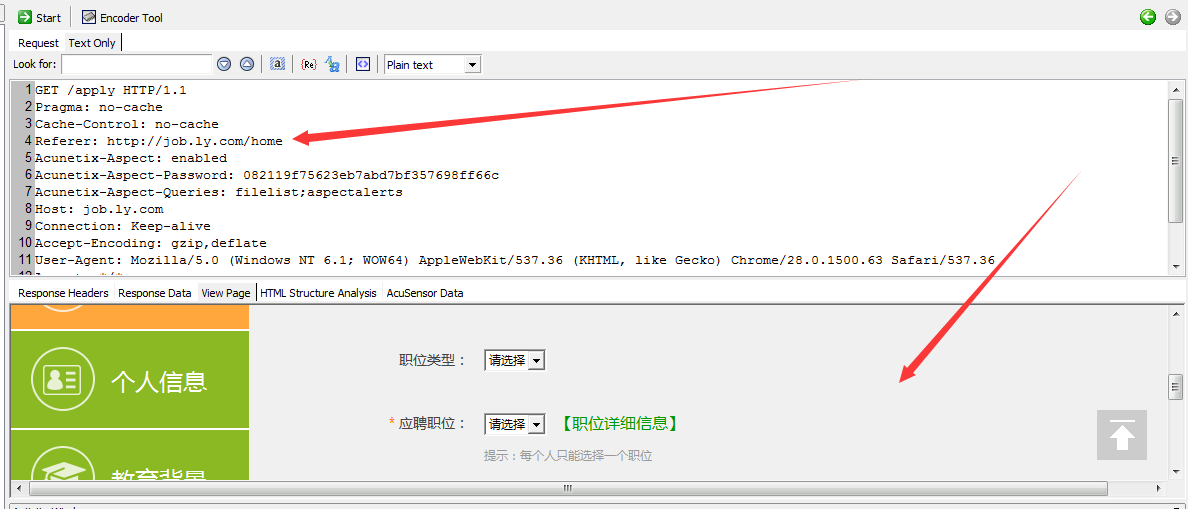 Start Encoder Tool
Request Text Only
Look for: Plain text
1 GET /apply HTTP/1.1
2 Pragma: no-cache
3 Cache-Control: no-cache
4 Referer: http://job.ly.com/home
5 Acunetix-Aspect: enabled
6 Acunetix-Aspect-Password: 082119f75623eb7abd7bf357698ff66c
7 Acunetix-Aspect-Queries: filelist;aspectalerts
8 Host: job.ly.com
9 Connection: Keep-alive
10 Accept-Encoding: gzip,deflate
11 User-Agent: Mozilla/5.0 (Windows NT 6.1; WOW64) AppleWebKit/537.36 (KHTML, like Gecko) Chrome/28.0.1500.63 Safari/537.36
Response Headers Response Data View Page HTML Structure Analysis AcuSensor Data
职位类型： 请选择
个人信息
* 应聘职位： 请选择 【职位详细信息】
提示：每个人只能选择一个职位
教育背景